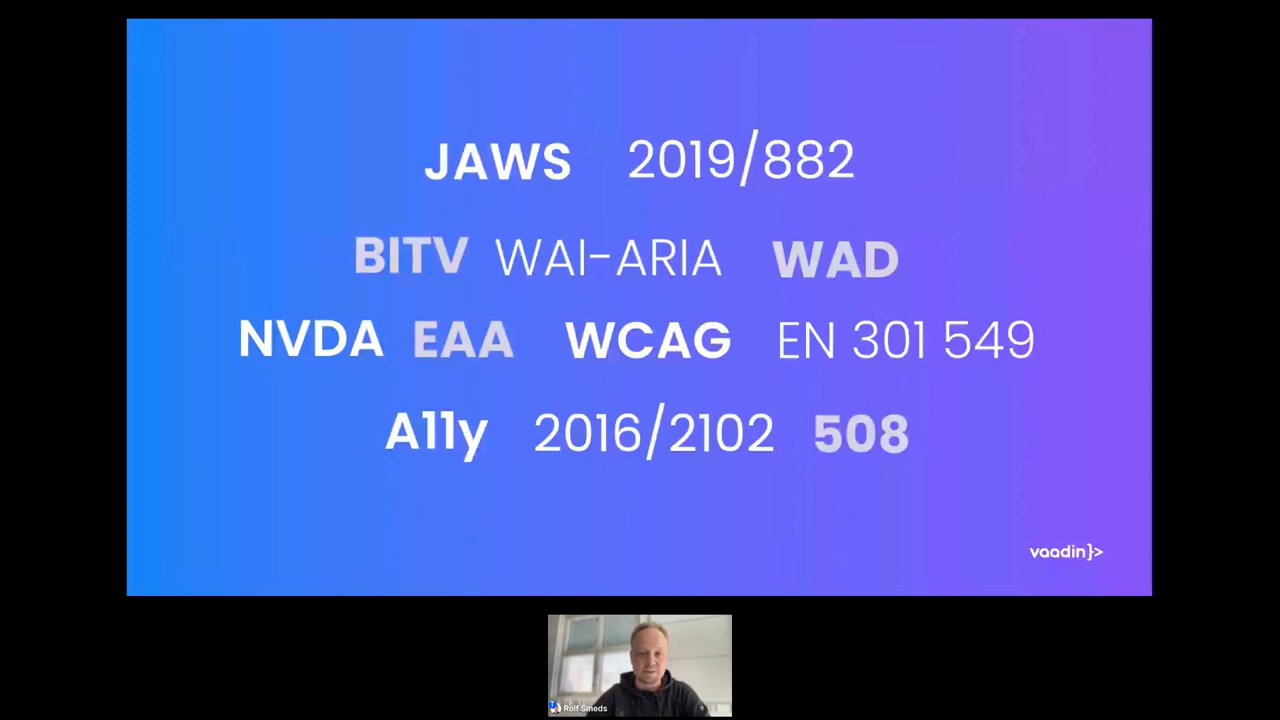 JAWS 2019/882
BITV WAI-ARIA WAD
NVDA EAA WCAG EN 301 549
A11y 2016/2102 508
vaadin}>
Rolf Smeds